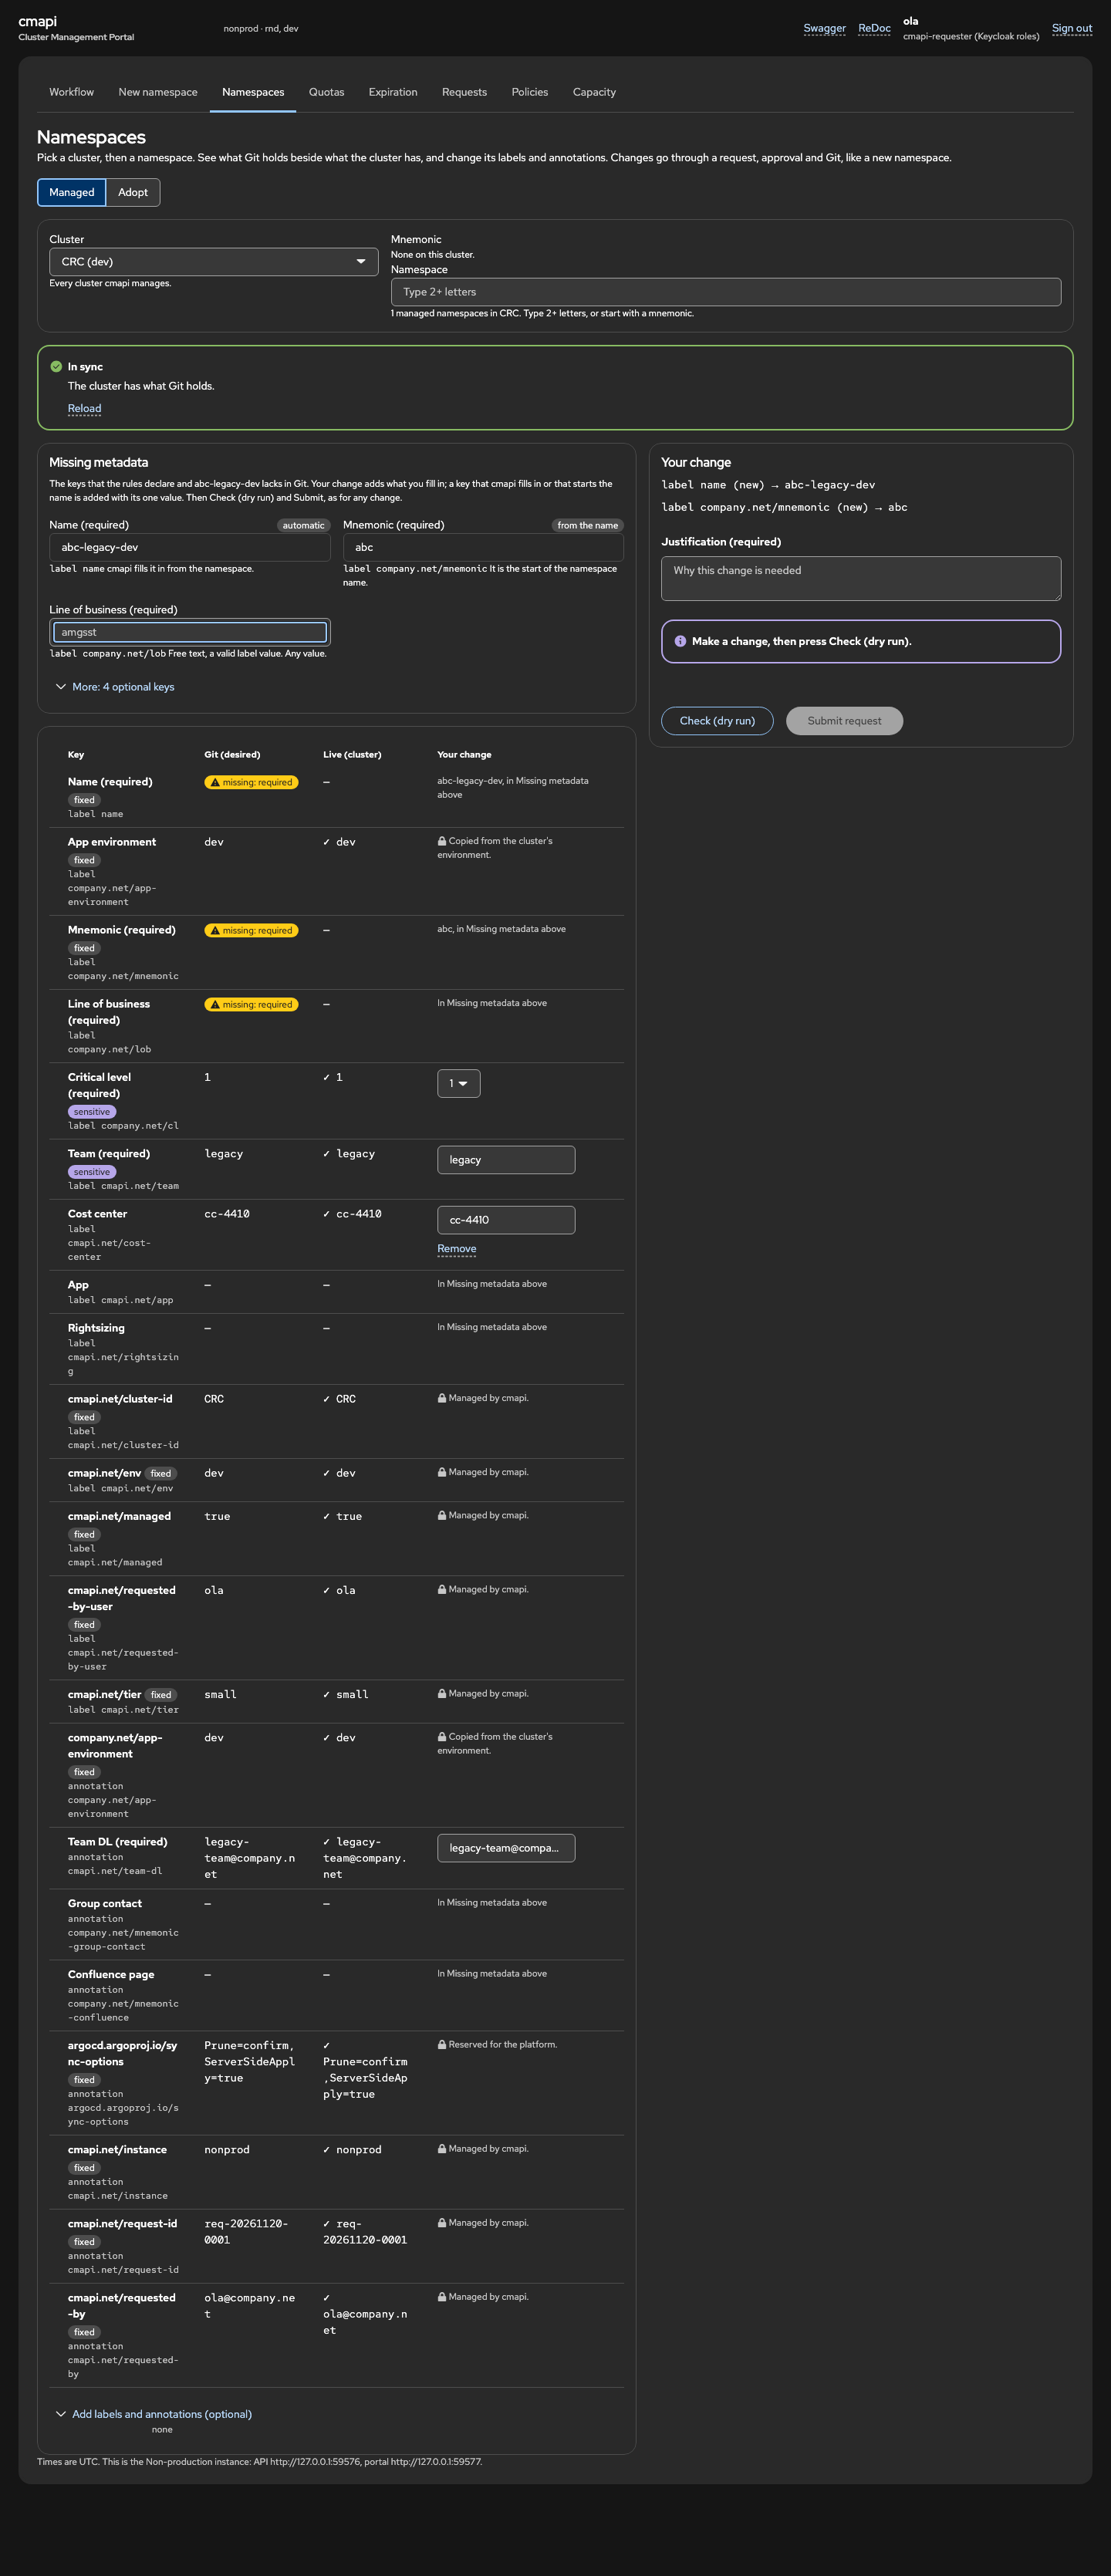 cmapi
Cluster Management Portal
nonprod · rnd, dev
Swagger
ReDoc
ola
cmapi-requester (Keycloak roles)
Sign out
Workflow
New namespace
Namespaces
Quotas
Expiration
Requests
Policies
Capacity
Namespaces
Pick a cluster, then a namespace. See what Git holds beside what the cluster has, and change its labels and annotations. Changes go through a request, approval and Git, like a new namespace.
Managed
Adopt
Cluster
CRC (dev)
Every cluster cmapi manages.
Mnemonic
None on this cluster.
Namespace
Type 2+ letters
1 managed namespaces in CRC. Type 2+ letters, or start with a mnemonic.
In sync
The cluster has what Git holds.
Reload
Missing metadata
The keys that the rules declare and abc-legacy-dev lacks in Git. Your change adds what you fill in; a key that cmapi fills in or that starts the
name is added with its one value. Then Check (dry run) and Submit, as for any change.
Name (required)
automatic
abc-legacy-dev
label name cmapi fills it in from the namespace.
Mnemonic (required)
from the name
abc
label company.net/mnemonic It is the start of the namespace
name.
Line of business (required)
amgsst
label company.net/lob Free text, a valid label value. Any value.
More: 4 optional keys
Your change
label name (new) → abc-legacy-dev
label company.net/mnemonic (new) → abc
Justification (required)
Why this change is needed
Make a change, then press Check (dry run).
Check (dry run)
Submit request
Key
Git (desired)
Live (cluster)
Your change
Name (required)
fixed
label name
missing: required
–
abc-legacy-dev, in Missing metadata
above
App environment
fixed
label
company.net/app-
environment
dev
✓ dev
Copied from the cluster's
environment.
Mnemonic (required)
fixed
label
company.net/mnemonic
missing: required
–
abc, in Missing metadata above
Line of business
(required)
label
company.net/lob
missing: required
–
In Missing metadata above
Critical level
(required)
sensitive
label company.net/cl
1
✓ 1
1
Team (required)
sensitive
label cmapi.net/team
legacy
✓ legacy
legacy
Cost center
label
cmapi.net/cost-
center
cc-4410
✓ cc-4410
cc-4410
Remove
App
label cmapi.net/app
–
–
In Missing metadata above
Rightsizing
label
cmapi.net/rightsizin
g
–
–
In Missing metadata above
cmapi.net/cluster-id
fixed
label
cmapi.net/cluster-id
CRC
✓ CRC
Managed by cmapi.
cmapi.net/env fixed
label cmapi.net/env
dev
✓ dev
Managed by cmapi.
cmapi.net/managed
fixed
label
cmapi.net/managed
true
✓ true
Managed by cmapi.
cmapi.net/requested
-by-user
fixed
label
cmapi.net/requested-
by-user
ola
✓ ola
Managed by cmapi.
cmapi.net/tier fixed
label cmapi.net/tier
small
✓ small
Managed by cmapi.
company.net/app-
environment
fixed
annotation
company.net/app-
environment
dev
✓ dev
Copied from the cluster's
environment.
Team DL (required)
annotation
cmapi.net/team-dl
legacy-
team@company.n
et
✓ legacy-
team@company.
net
legacy-team@compa...
Group contact
annotation
company.net/mnemonic
-group-contact
–
–
In Missing metadata above
Confluence page
annotation
company.net/mnemonic
-confluence
–
–
In Missing metadata above
argocd.argoproj.io/sy
nc-options
fixed
annotation
argocd.argoproj.io/s
ync-options
Prune=confirm,
ServerSideAppl
y=true
✓
Prune=confirm
,ServerSideAp
ply=true
Reserved for the platform.
cmapi.net/instance
fixed
annotation
cmapi.net/instance
nonprod
✓ nonprod
Managed by cmapi.
cmapi.net/request-id
fixed
annotation
cmapi.net/request-id
req-20261120-
0001
✓ req-
20261120-0001
Managed by cmapi.
cmapi.net/requested
-by
fixed
annotation
cmapi.net/requested-
by
ola@company.ne
t
✓
ola@company.n
et
Managed by cmapi.
Add labels and annotations (optional)
none
Times are UTC. This is the Non-production instance: API http://127.0.0.1:59576, portal http://127.0.0.1:59577.